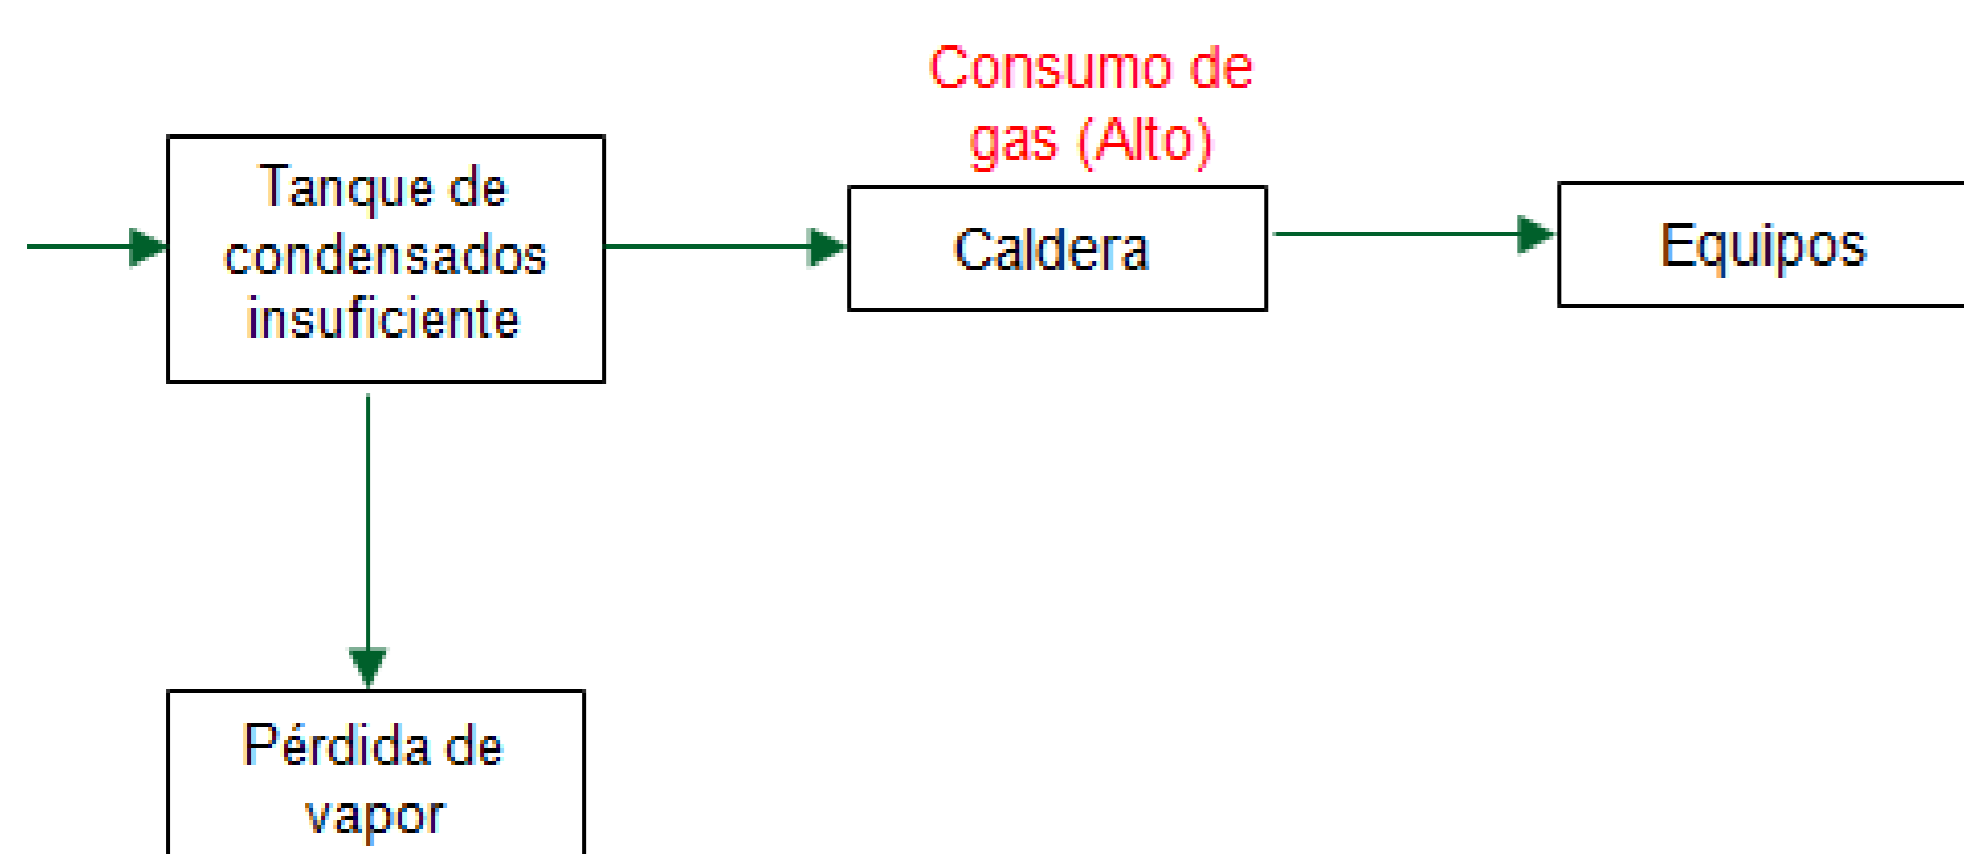 Consumo de
gas (Alto)
Tanque de
condensados
insuficiente
Caldera
Equipos
Pérdida de
vapor